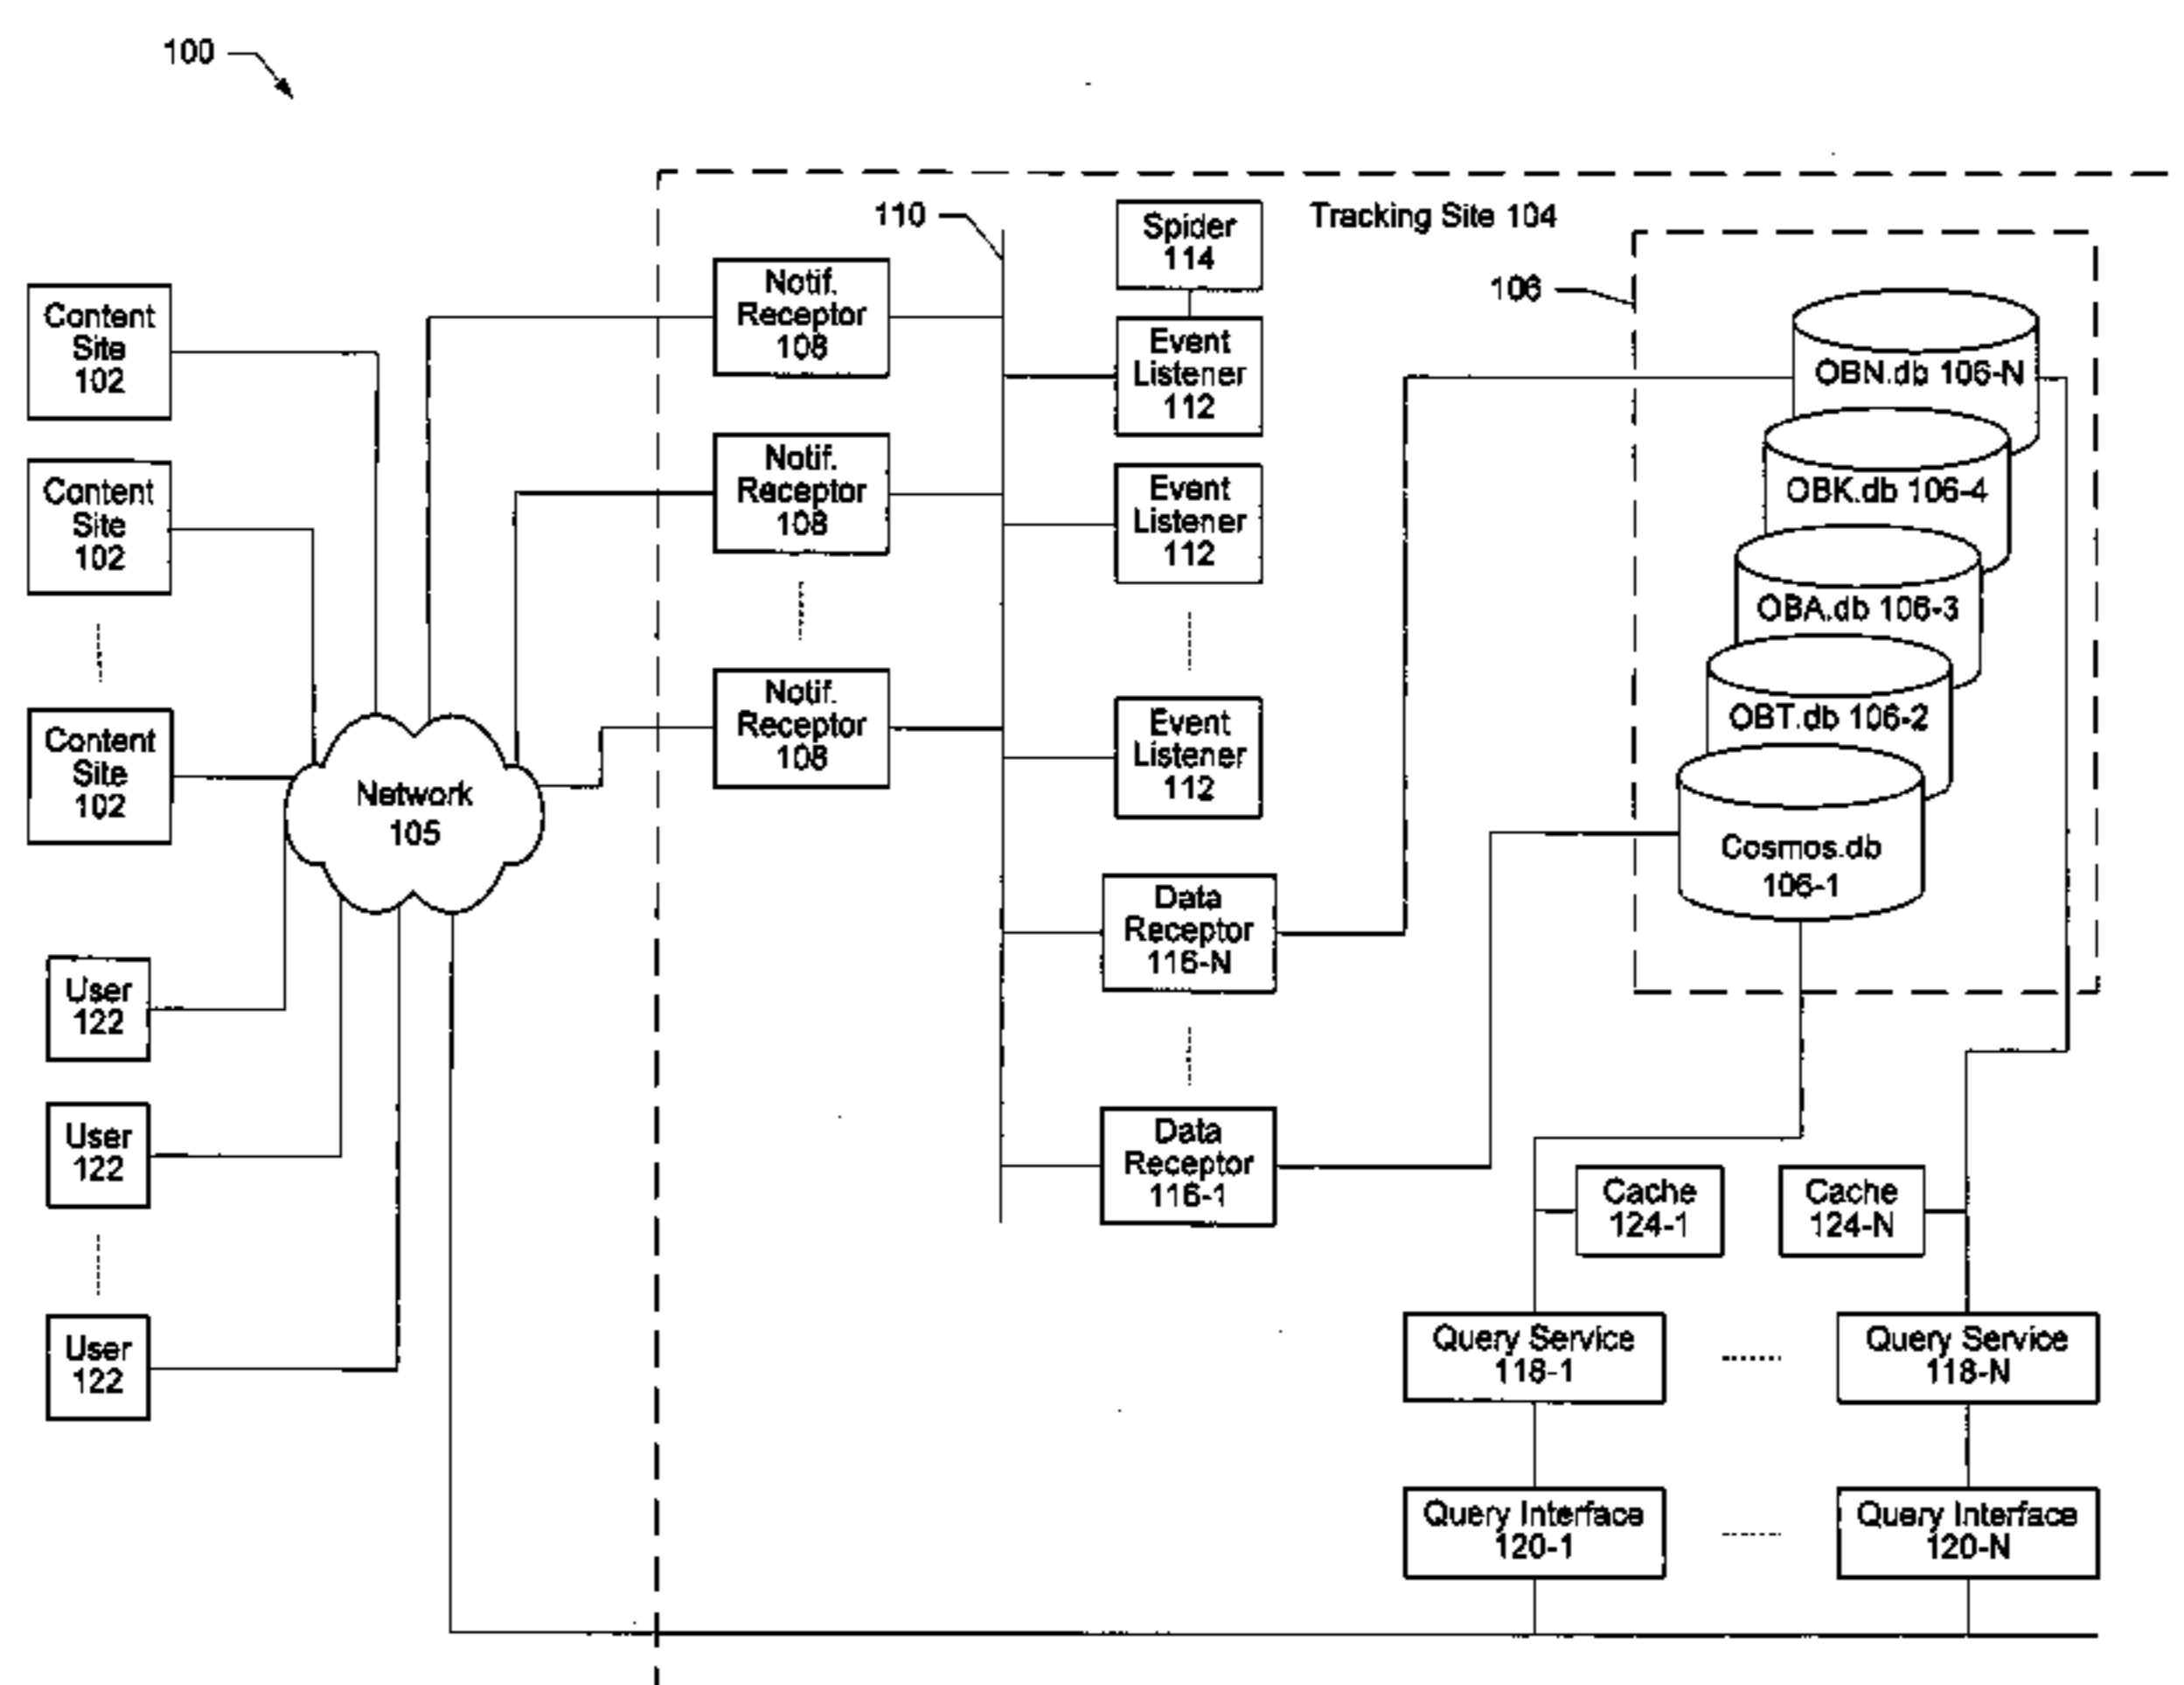 100
Tracking Site 104
110
106
Content
Site
102
Content
Site
102
Content
Site
102
User
122
User
122
User
122
Network
105
Notif.
Receptor
108
Notif.
Receptor
108
Notif.
Receptor
108
Spider
114
Event
Listener
112
Event
Listener
112
Event
Listener
112
Data
Receptor
116-N
Data
Receptor
116-1
OBN.db 106-N
OBK.db 106-4
OBA.db 106-3
OBT.db 106-2
Cosmos.db
106-1
Cache
124-1
Cache
124-N
Query Service
118-1
Query Service
118-N
Query Interface
120-1
Query Interface
120-N